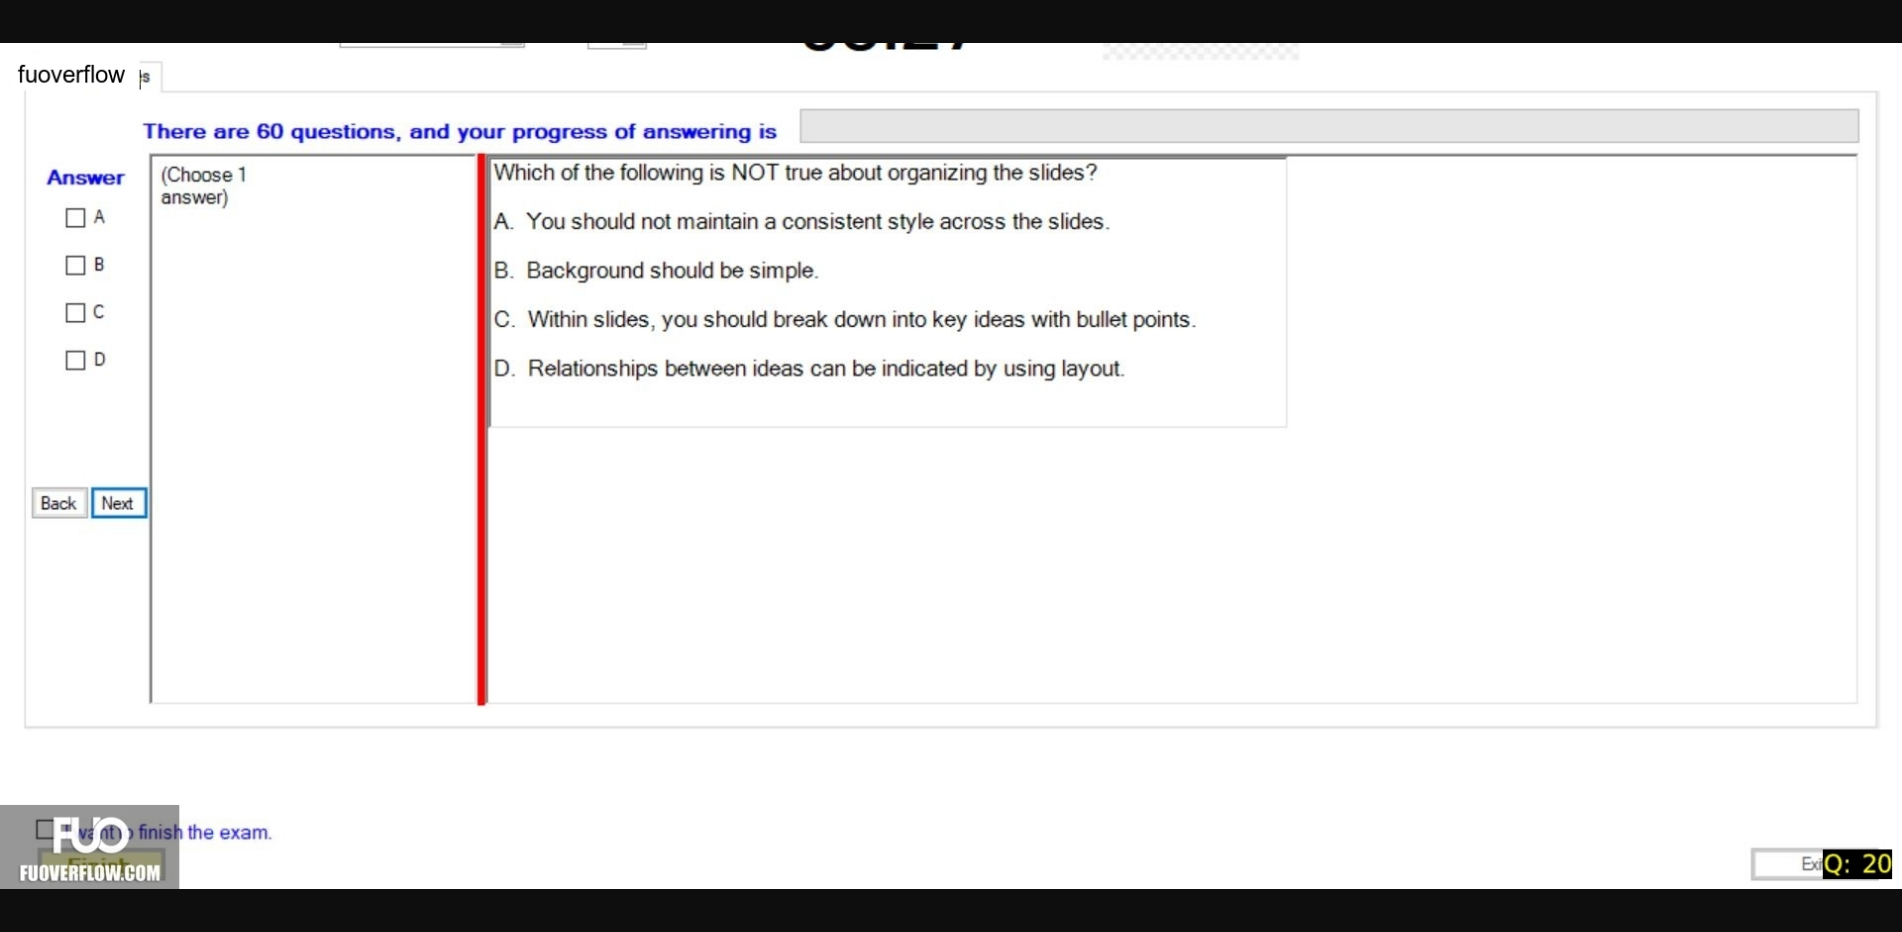 fuoverflow
There are 60 questions, and your progress of answering is
Answer
(Choose 1
answer)
A
B
C
D
Which of the following is NOT true about organizing the slides?
A. You should not maintain a consistent style across the slides.
B. Background should be simple.
C. Within slides, you should break down into key ideas with bullet points.
D. Relationships between ideas can be indicated by using layout.
Back Next
want to finish the exam.
FUO
FUOVERFLOW.COM
Q: 20